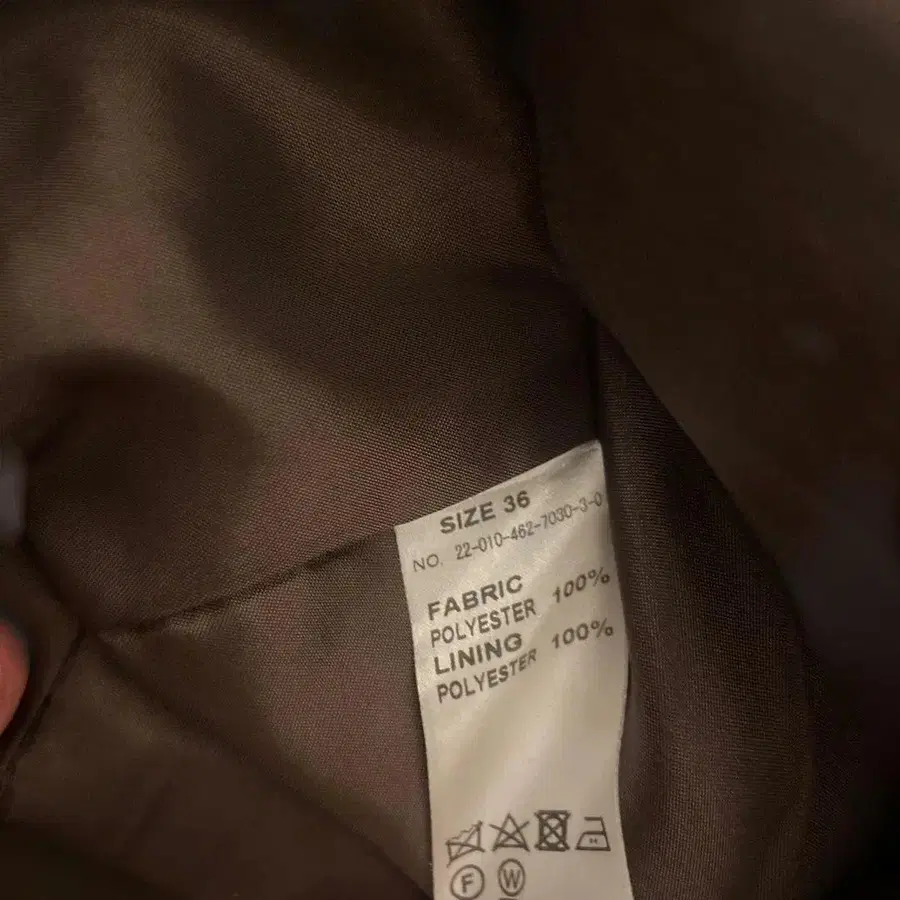 SIZE 36
NO. 22-010-462-7030-3-0
FABRIC
POLYESTER 100%
LINING
POLYESTER 100%
F W